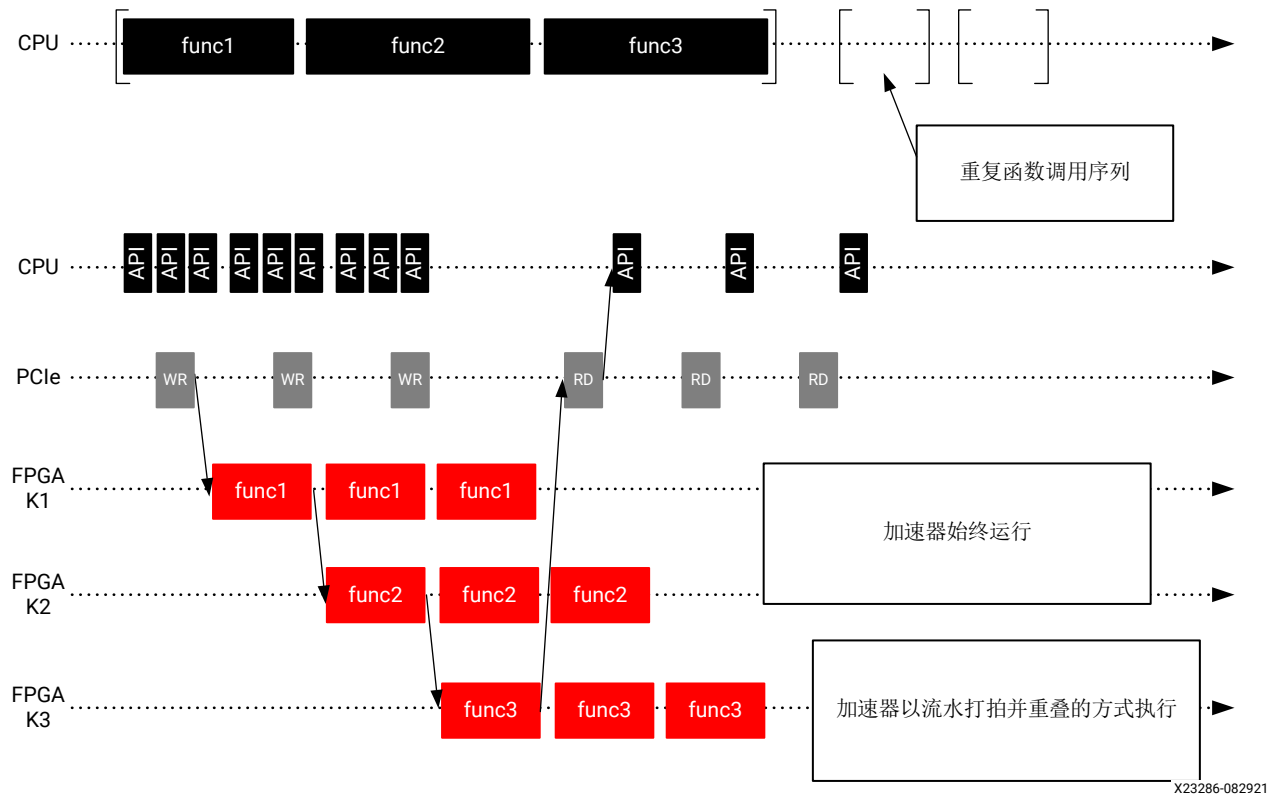 CPU
func1 func2 func3
重复函数调用序列
CPU
API API API API API API API API API API API API
PCIe
WR WR WR RD RD RD
FPGA
K1
func1 func1 func1
加速器始终运行
FPGA
K2
func2 func2 func2
FPGA
K3
func3 func3 func3
加速器以流水打拍并重叠的方式执行
X23286-082921